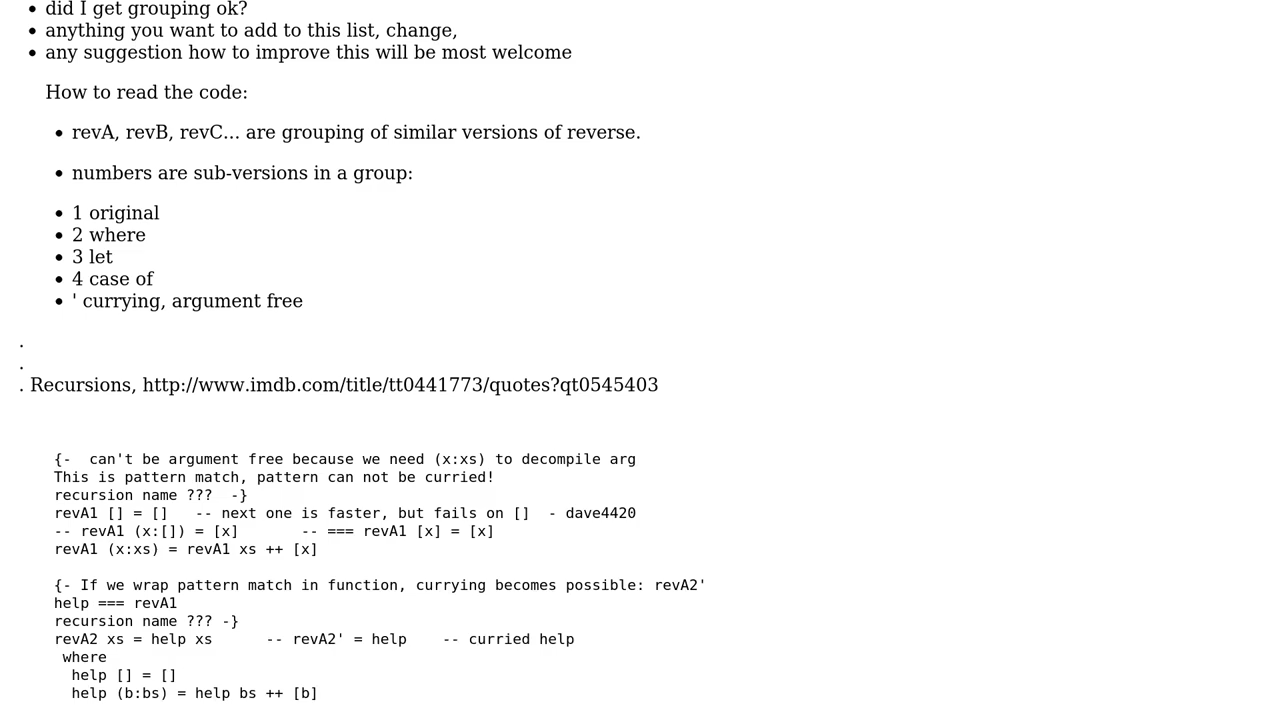 • did I get grouping ok?
• anything you want to add to this list, change,
• any suggestion how to improve this will be most welcome
How to read the code:
• revA, revB, revC... are grouping of similar versions of reverse.
• numbers are sub-versions in a group:
• 1 original
• 2 where
• 3 let
• 4 case of
• ' currying, argument free
.
.
. Recursions, http://www.imdb.com/title/tt0441773/quotes?qt0545403
{-  can't be argument free because we need (x:xs) to decompile arg
This is pattern match, pattern can not be curried!
recursion name ???  -}
revA1 [] = []   -- next one is faster, but fails on []  - dave4420
-- revA1 (x:[]) = [x]       -- === revA1 [x] = [x]
revA1 (x:xs) = revA1 xs ++ [x]
{- If we wrap pattern match in function, currying becomes possible: revA2'
help === revA1
recursion name ??? -}
revA2 xs = help xs      -- revA2' = help    -- curried help
 where
  help [] = []
  help (b:bs) = help bs ++ [b]